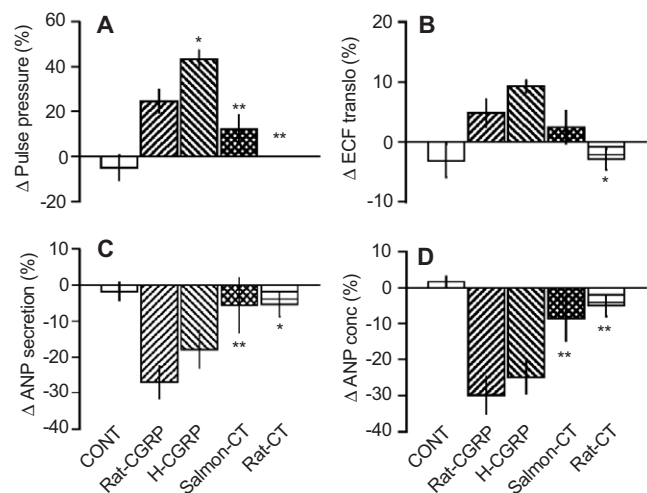 A
Δ Pulse pressure (%)
60
40
20
0
-20
*
**
**
B
Δ ECF translo (%)
20
10
0
-10
*
C
Δ ANP secretion (%)
10
0
-10
-20
-30
-40
**
*
CONT
Rat-CGRP
H-CGRP
Salmon-CT
Rat-CT
D
Δ ANP conc (%)
10
0
-10
-20
-30
-40
**
**
CONT
Rat-CGRP
H-CGRP
Salmon-CT
Rat-CT